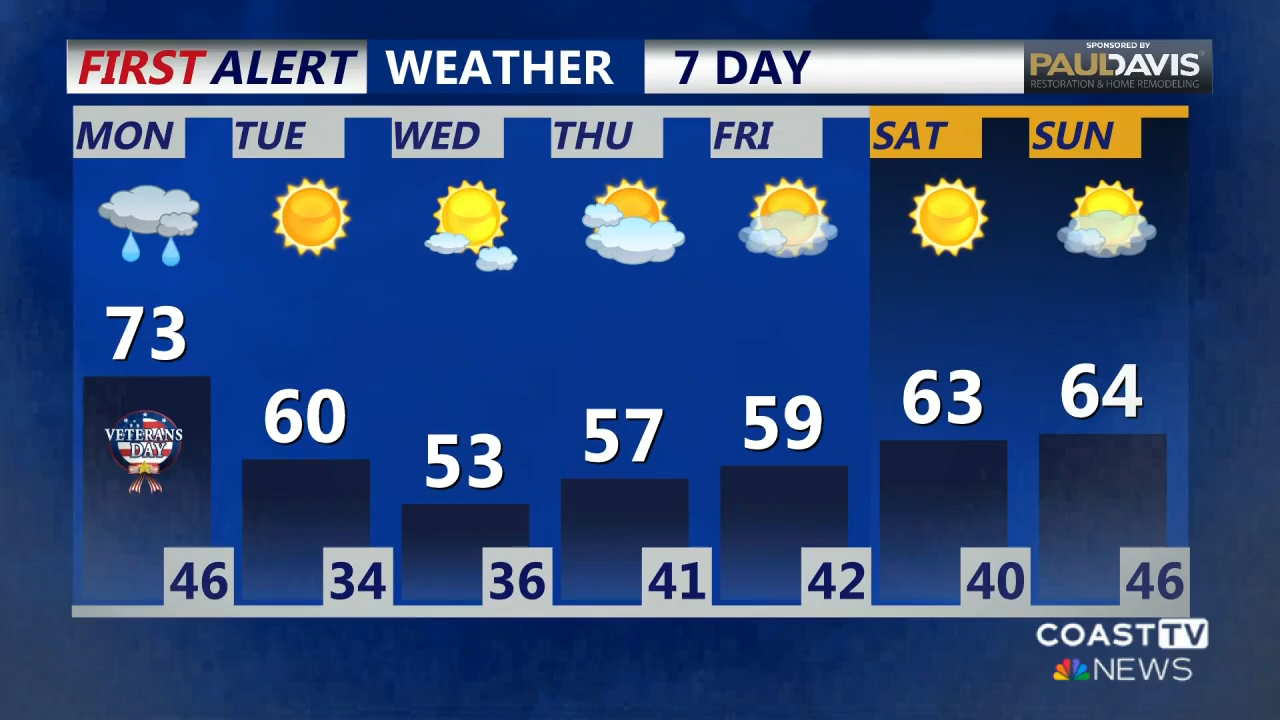 FIRST ALERT WEATHER 7 DAY
SPONSORED BY
PAUL DAVIS
RESTORATION & HOME REMODELING
MON TUE WED THU FRI SAT SUN
73 60 53 57 59 63 64
VETERANS
DAY
46 34 36 41 42 40 46
COAST TV
NEWS